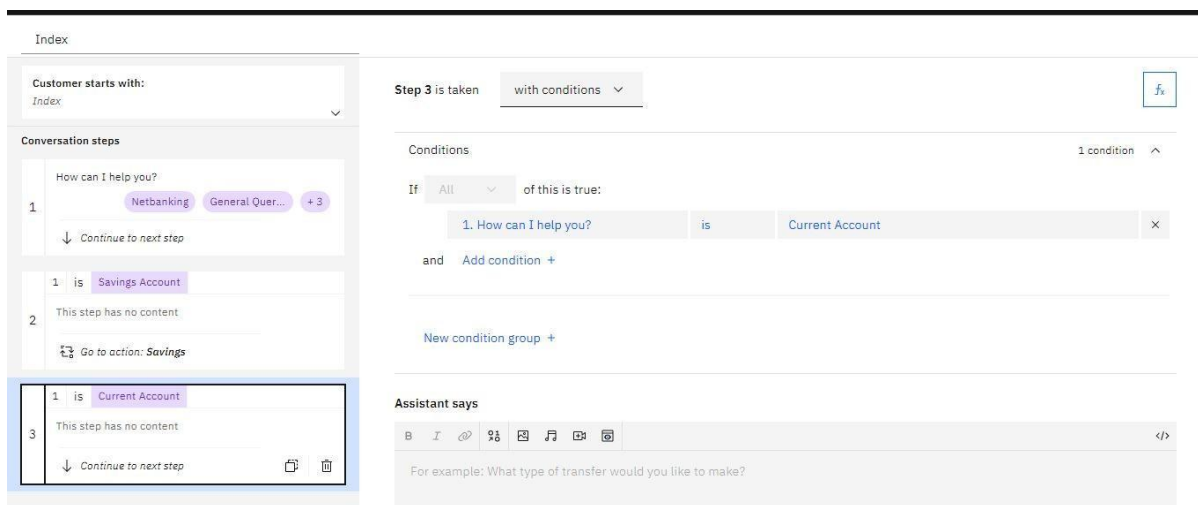 Index
Customer starts with:
Index
Conversation steps
1
How can I help you?
Netbanking General Quer... + 3
Continue to next step
2
1 is Savings Account
This step has no content
Go to action: Savings
3
1 is Current Account
This step has no content
Continue to next step
Step 3 is taken with conditions
fx
Conditions 1 condition
If All of this is true:
1. How can I help you? is Current Account ×
and Add condition +
New condition group +
Assistant says
B I </>
For example: What type of transfer would you like to make?